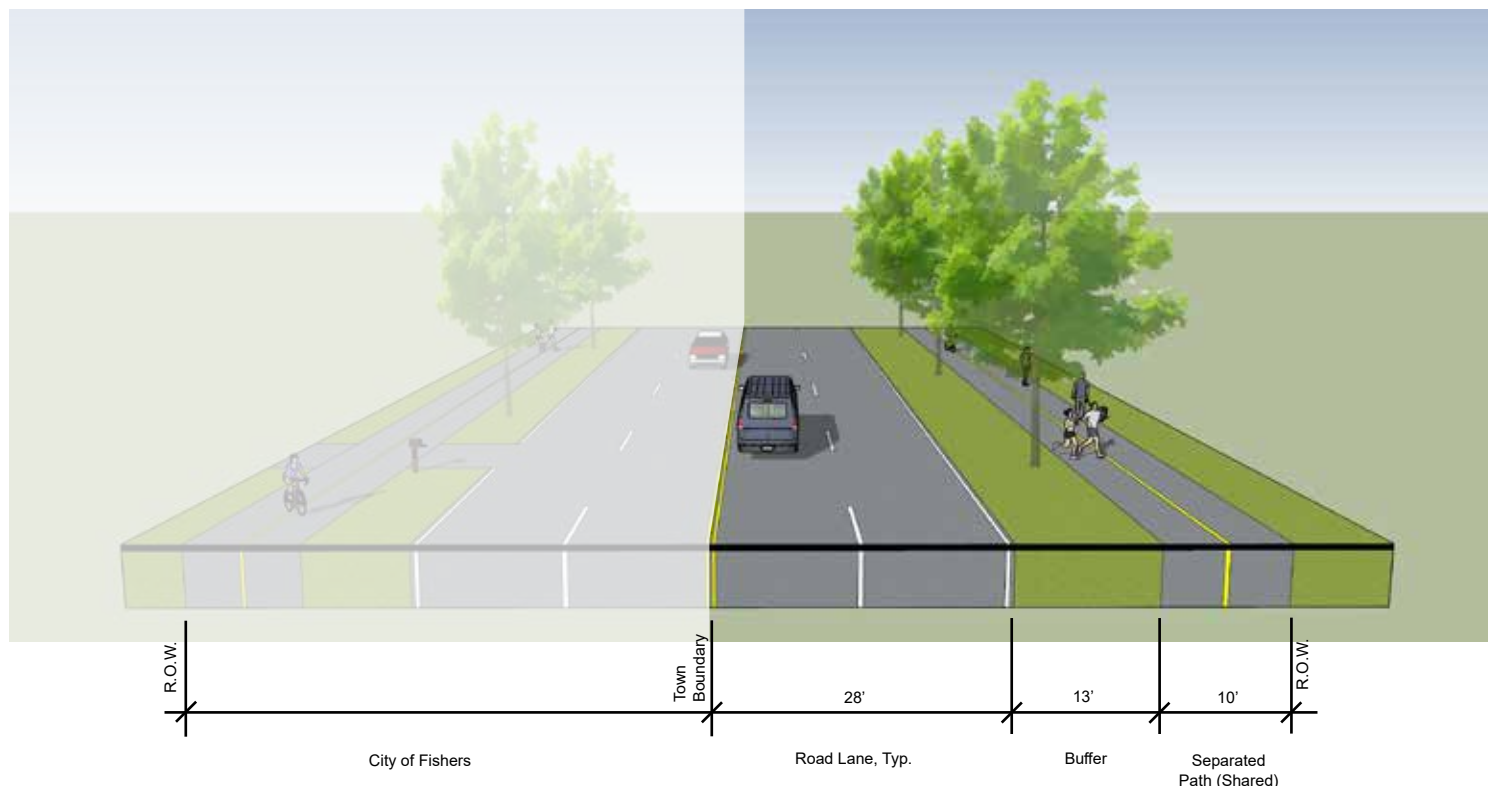 R.O.W.
Town
Boundary
28’
13’
10’
R.O.W.
City of Fishers
Road Lane, Typ.
Buffer
Separated
Path (Shared)